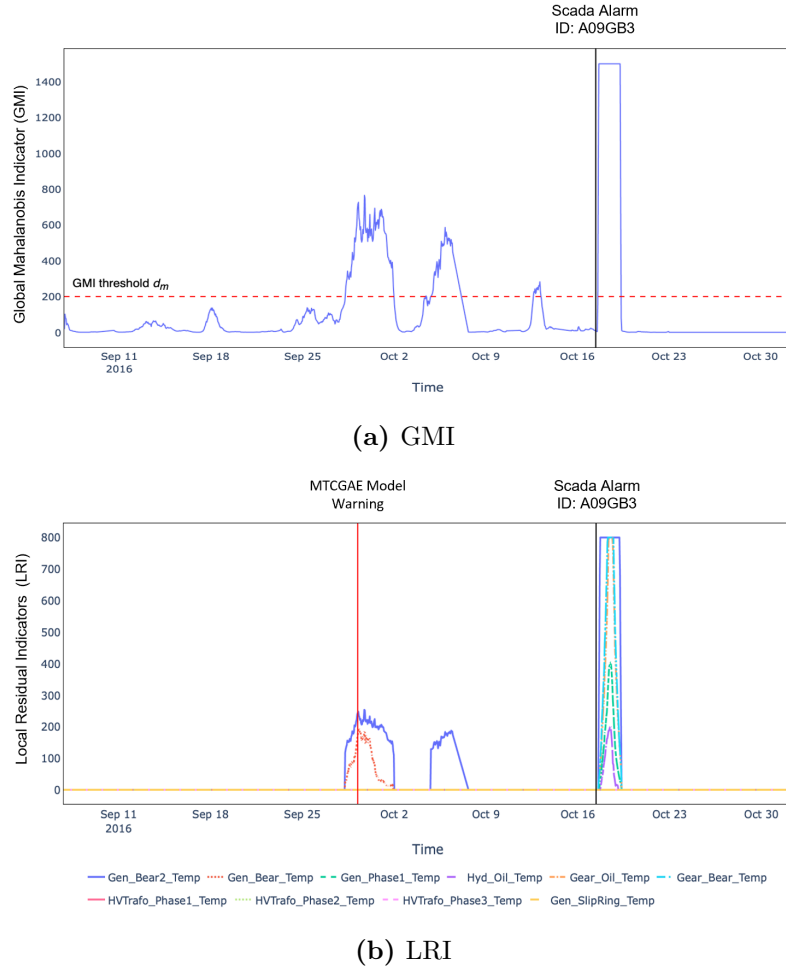 Scada Alarm
ID: A09GB3
Global Mahalanobis Indicator (GMI)
1400
1200
1000
800
600
400
200
0
GMI threshold dm
Sep 11
2016
Sep 18
Sep 25
Oct 2
Oct 9
Oct 16
Oct 23
Oct 30
Time
(a) GMI
MTCGAE Model
Warning
Scada Alarm
ID: A09GB3
Local Residual Indicators (LRI)
800
700
600
500
400
300
200
100
0
Sep 11
2016
Sep 18
Sep 25
Oct 2
Oct 9
Oct 16
Oct 23
Oct 30
Time
Gen_Bear2_Temp Gen_Bear_Temp Gen_Phase1_Temp Hyd_Oil_Temp Gear_Oil_Temp Gear_Bear_Temp
HVTrafo_Phase1_Temp HVTrafo_Phase2_Temp HVTrafo_Phase3_Temp Gen_SlipRing_Temp
(b) LRI